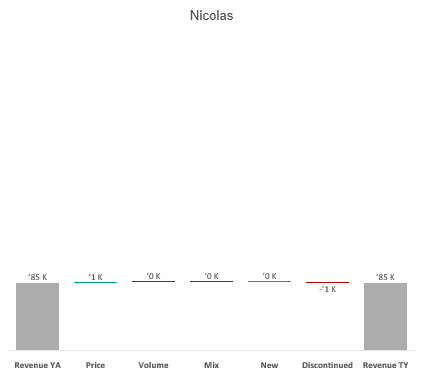 Nicolas
‘85 K
‘1 K
‘0 K
‘0 K
‘0 K
-‘1 K
‘85 K
Revenue YA
Price
Volume
Mix
New
Discontinued
Revenue TY